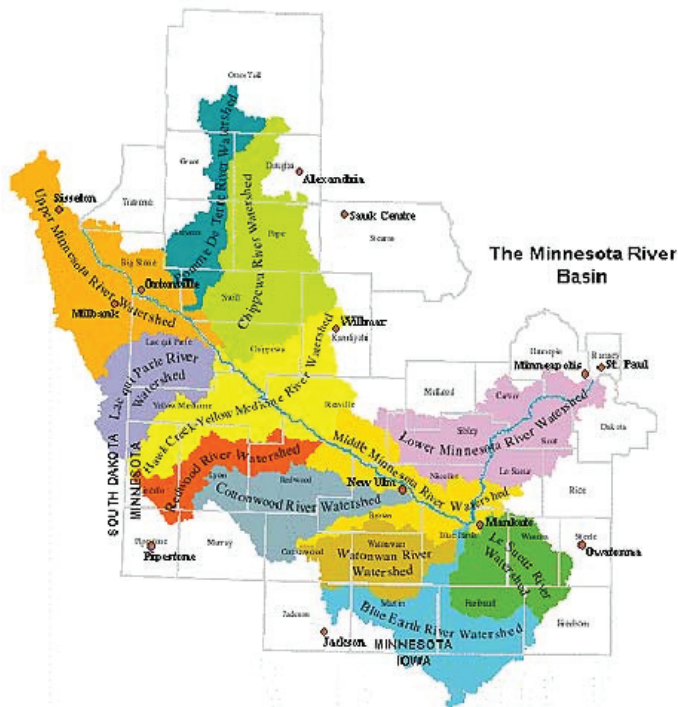 Otter Tail
Grant
Douglas
Alexandria
Sisseton
Traverse
Sauk Centre
Stevens
Pope
Stearns
Pomme De Terre River Watershed
Chippewa River Watershed
The Minnesota River
Basin
Upper Minnesota River Watershed
Big Stone
Ortonville
Swift
Millbank
Willmar
Kandiyohi
Lac qui Parle
Chippewa
Hennepin
Ramsey
Minneapolis
St. Paul
Lac qui Parle River
Watershed
McLeod
Carver
Yellow Medicine
Renville
Hawk Creek-Yellow Medicine River Watershed
Sibley
Scott
Dakota
Lower Minnesota River Watershed
SOUTH DAKOTA
MINNESOTA
Redwood River Watershed
Lyon
Redwood
Middle Minnesota River Watershed
Nicollet
Le Sueur
Rice
Lincoln
New Ulm
Cottonwood River Watershed
Brown
Mankato
Blue Earth
Waseca
Steele
Owatonna
Pipestone
Pipestone
Murray
Cottonwood
Watonwan
Watonwan River
Watershed
Le Sueur River
Watershed
Jackson
Martin
Faribault
Freeborn
Blue Earth River Watershed
Jackson
MINNESOTA
IOWA